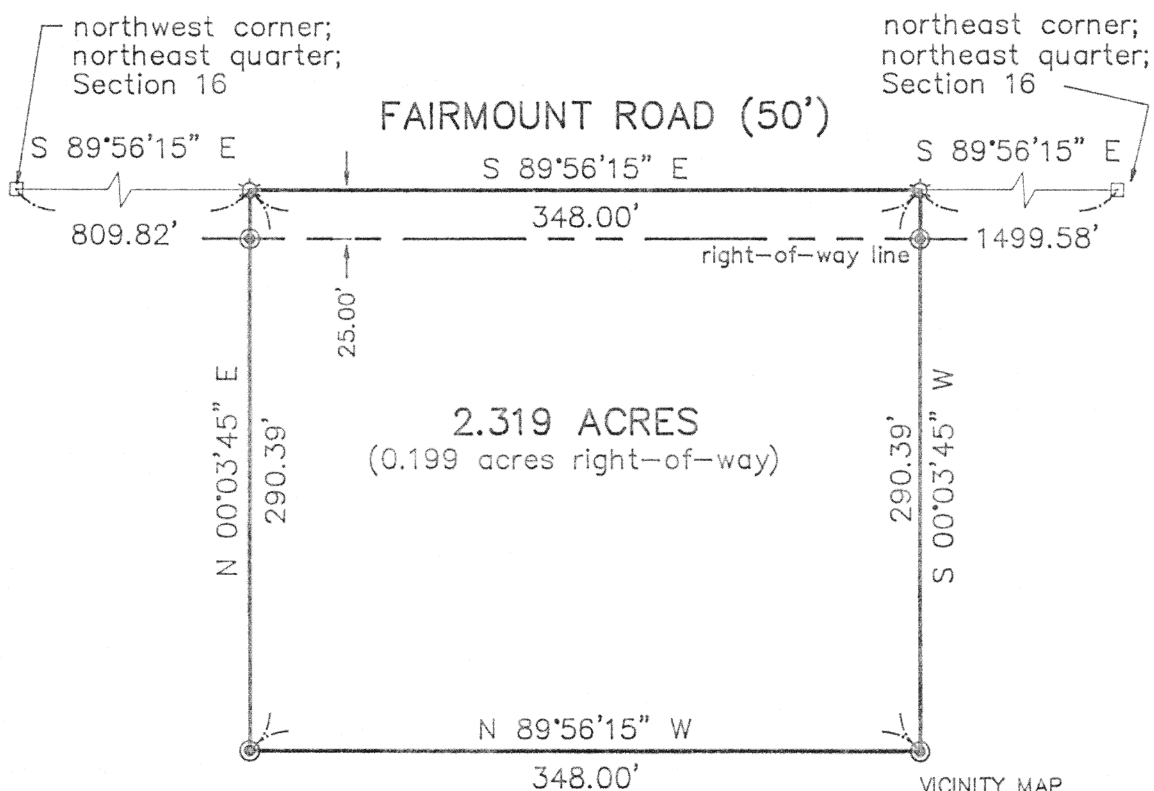 northwest corner;
northeast quarter;
Section 16
northeast corner;
northeast quarter;
Section 16
FAIRMOUNT ROAD (50')
S 89°56'15" E
S 89°56'15" E
S 89°56'15" E
809.82'
348.00'
1499.58'
right-of-way line
25.00'
N 00°03'45" E
290.39'
2.319 ACRES
(0.199 acres right-of-way)
290.39'
S 00°03'45" W
N 89°56'15" W
348.00'
VICINITY MAP